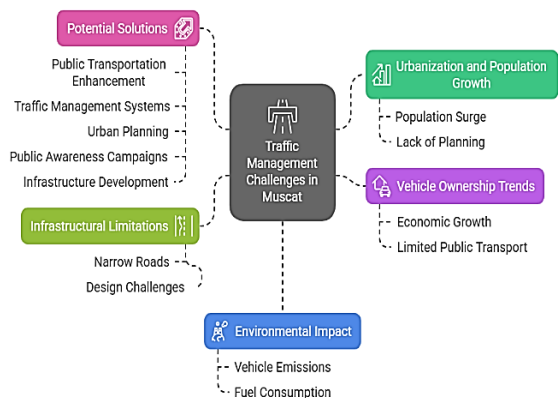 Potential Solutions
Public Transportation
Enhancement
Traffic Management Systems
Urban Planning
Public Awareness Campaigns
Infrastructure Development
Infrastructural Limitations
Narrow Roads
Design Challenges
Traffic
Management
Challenges in
Muscat
Urbanization and Population
Growth
Population Surge
Lack of Planning
Vehicle Ownership Trends
Economic Growth
Limited Public Transport
Environmental Impact
Vehicle Emissions
Fuel Consumption